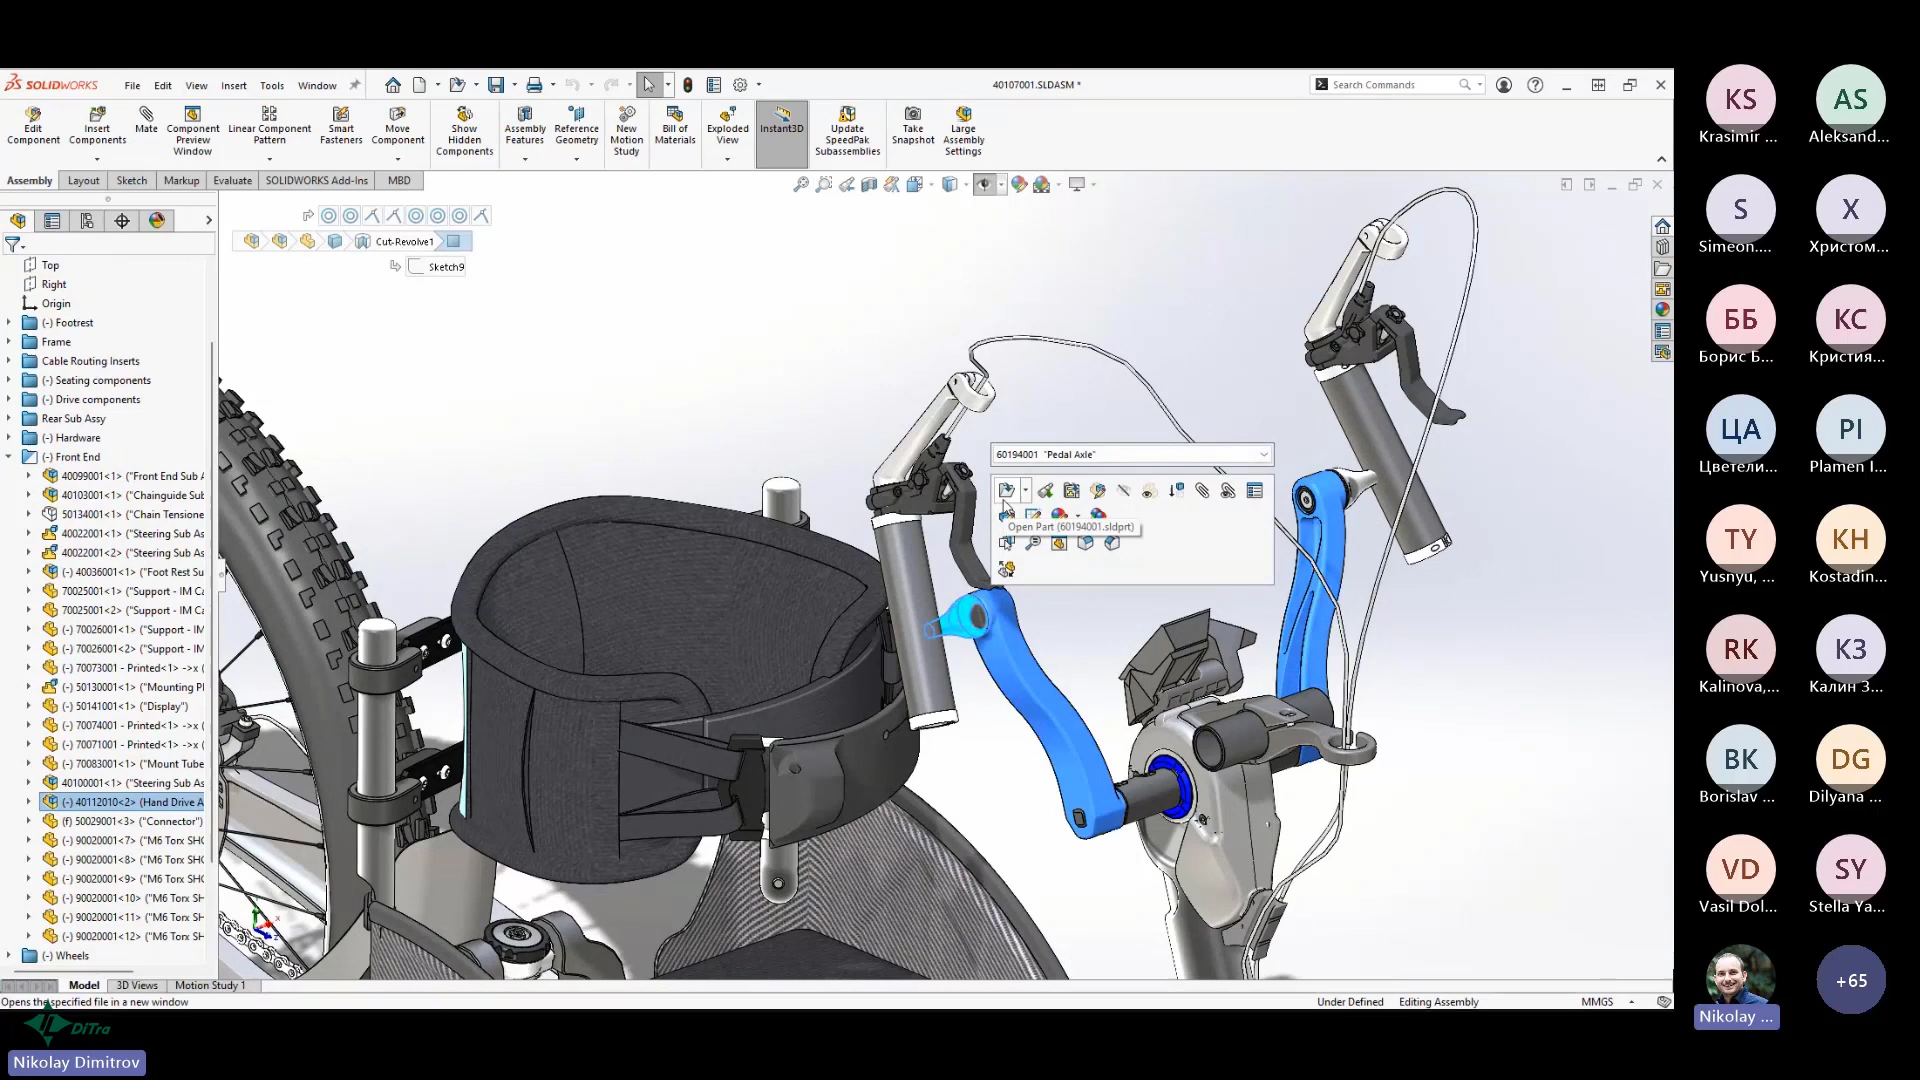 SOLIDWORKS
File Edit View Insert Tools Window
40107001.SLDASM *
Search Commands
Edit Component
Insert Components
Mate
Component Preview Window
Linear Component Pattern
Smart Fasteners
Move Component
Show Hidden Components
Assembly Features
Reference Geometry
New Motion Study
Bill of Materials
Exploded View
Instant3D
Update SpeedPak Subassemblies
Take Snapshot
Large Assembly Settings
Assembly Layout Sketch Markup Evaluate SOLIDWORKS Add-Ins MBD
Cut-Revolve1
Sketch9
Top
Right
Origin
(-) Footrest
Frame
Cable Routing Inserts
(-) Seating components
(-) Drive components
Rear Sub Assy
(-) Hardware
(-) Front End
40099001<1> ("Front End Sub A
40103001<1> ("Chainguide Sub
50134001<1> ("Chain Tensione
40022001<1> ("Steering Sub As
40022001<2> ("Steering Sub As
(-) 40036001<1> ("Foot Rest Su
70025001<1> ("Support - IM Ca
70025001<2> ("Support - IM Ca
(-) 70026001<1> ("Support - IM
(-) 70026001<2> ("Support - IM
(-) 70073001 - Printed<1> ->x (
(-) 50130001<1> ("Mounting Pl
(-) 50141001<1> ("Display")
(-) 70074001 - Printed<1> ->x (
(-) 70071001 - Printed<1> ->x (
(-) 70083001<1> ("Mount Tube
40100001<1> ("Steering Sub As
(-) 40112010<2> (Hand Drive A
(f) 50029001<3> ("Connector")
(-) 90020001<7> ("M6 Torx SHC
(-) 90020001<8> ("M6 Torx SHC
(-) 90020001<9> ("M6 Torx SHC
(-) 90020001<10> ("M6 Torx SH
(-) 90020001<11> ("M6 Torx SH
(-) 90020001<12> ("M6 Torx SH
(-) Wheels
60194001 "Pedal Axle"
Open Part (60194001.sldprt)
Model 3D Views Motion Study 1
Opens the specified file in a new window
Under Defined Editing Assembly MMGS
DiTra
Nikolay Dimitrov
KS AS
Krasimir ... Aleksand...
S X
Simeon.... Христом...
ББ КС
Борис Б... Кристия...
ЦА PI
Цветели... Plamen I...
TY KH
Yusnyu, ... Kostadin...
RK КЗ
Kalinova,... Калин З...
BK DG
Borislav ... Dilyana ...
VD SY
Vasil Dol... Stella Ya...
+65
Nikolay ...